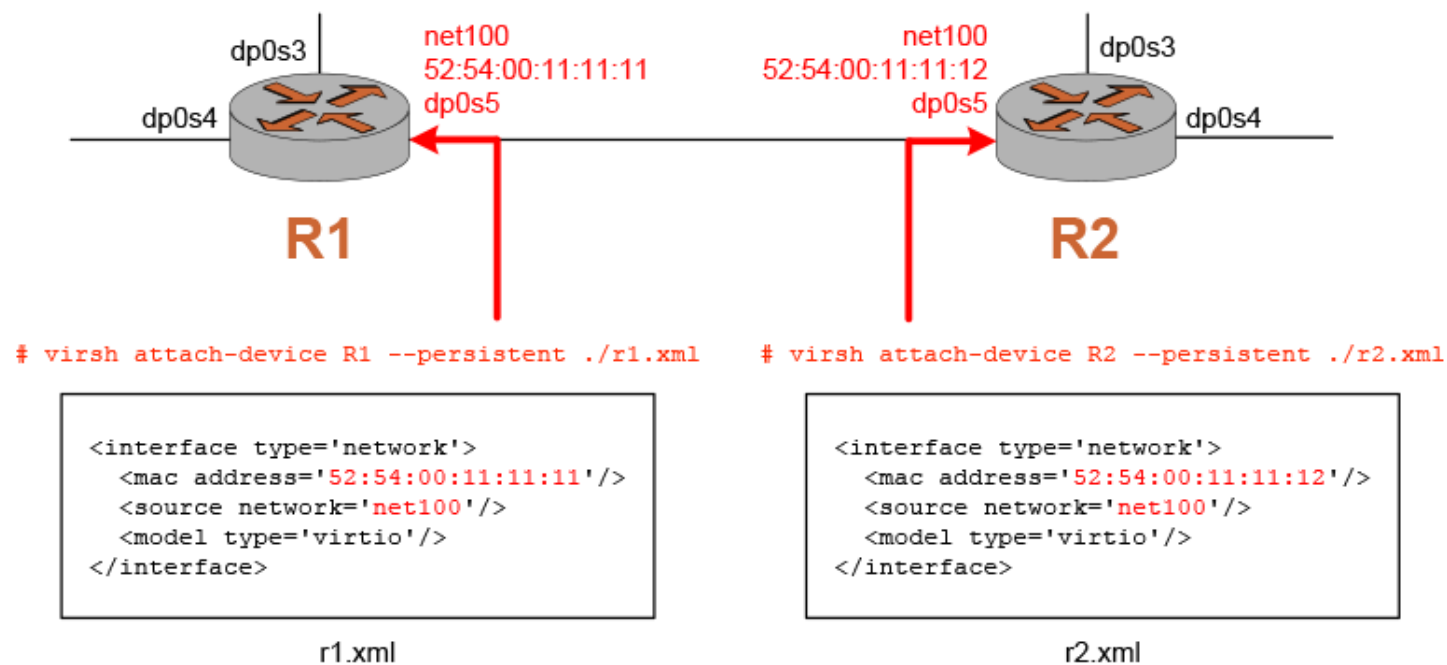 dp0s3
dp0s4
net100
52:54:00:11:11:11
dp0s5
net100
52:54:00:11:11:12
dp0s5
dp0s3
dp0s4
R1
R2
# virsh attach-device R1 --persistent ./r1.xml
<interface type='network'>
  <mac address='52:54:00:11:11:11'/>
  <source network='net100'/>
  <model type='virtio'/>
</interface>
r1.xml
# virsh attach-device R2 --persistent ./r2.xml
<interface type='network'>
  <mac address='52:54:00:11:11:12'/>
  <source network='net100'/>
  <model type='virtio'/>
</interface>
r2.xml